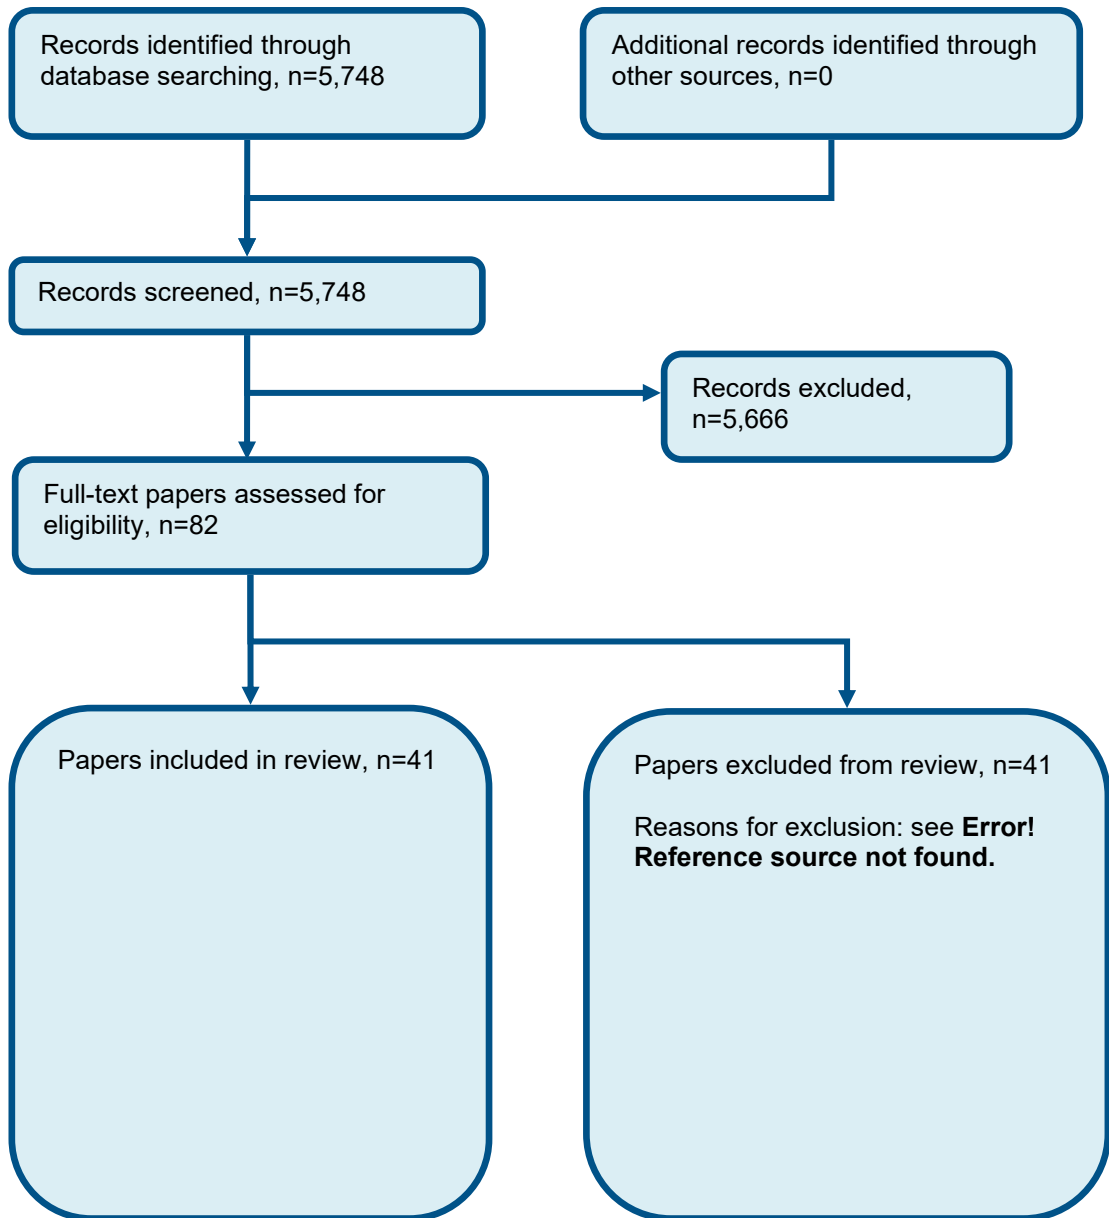 Records identified through
database searching, n=5,748
Additional records identified through
other sources, n=0
Records screened, n=5,748
Records excluded,
n=5,666
Full-text papers assessed for
eligibility, n=82
Papers included in review, n=41
Papers excluded from review, n=41
Reasons for exclusion: see Error!
Reference source not found.